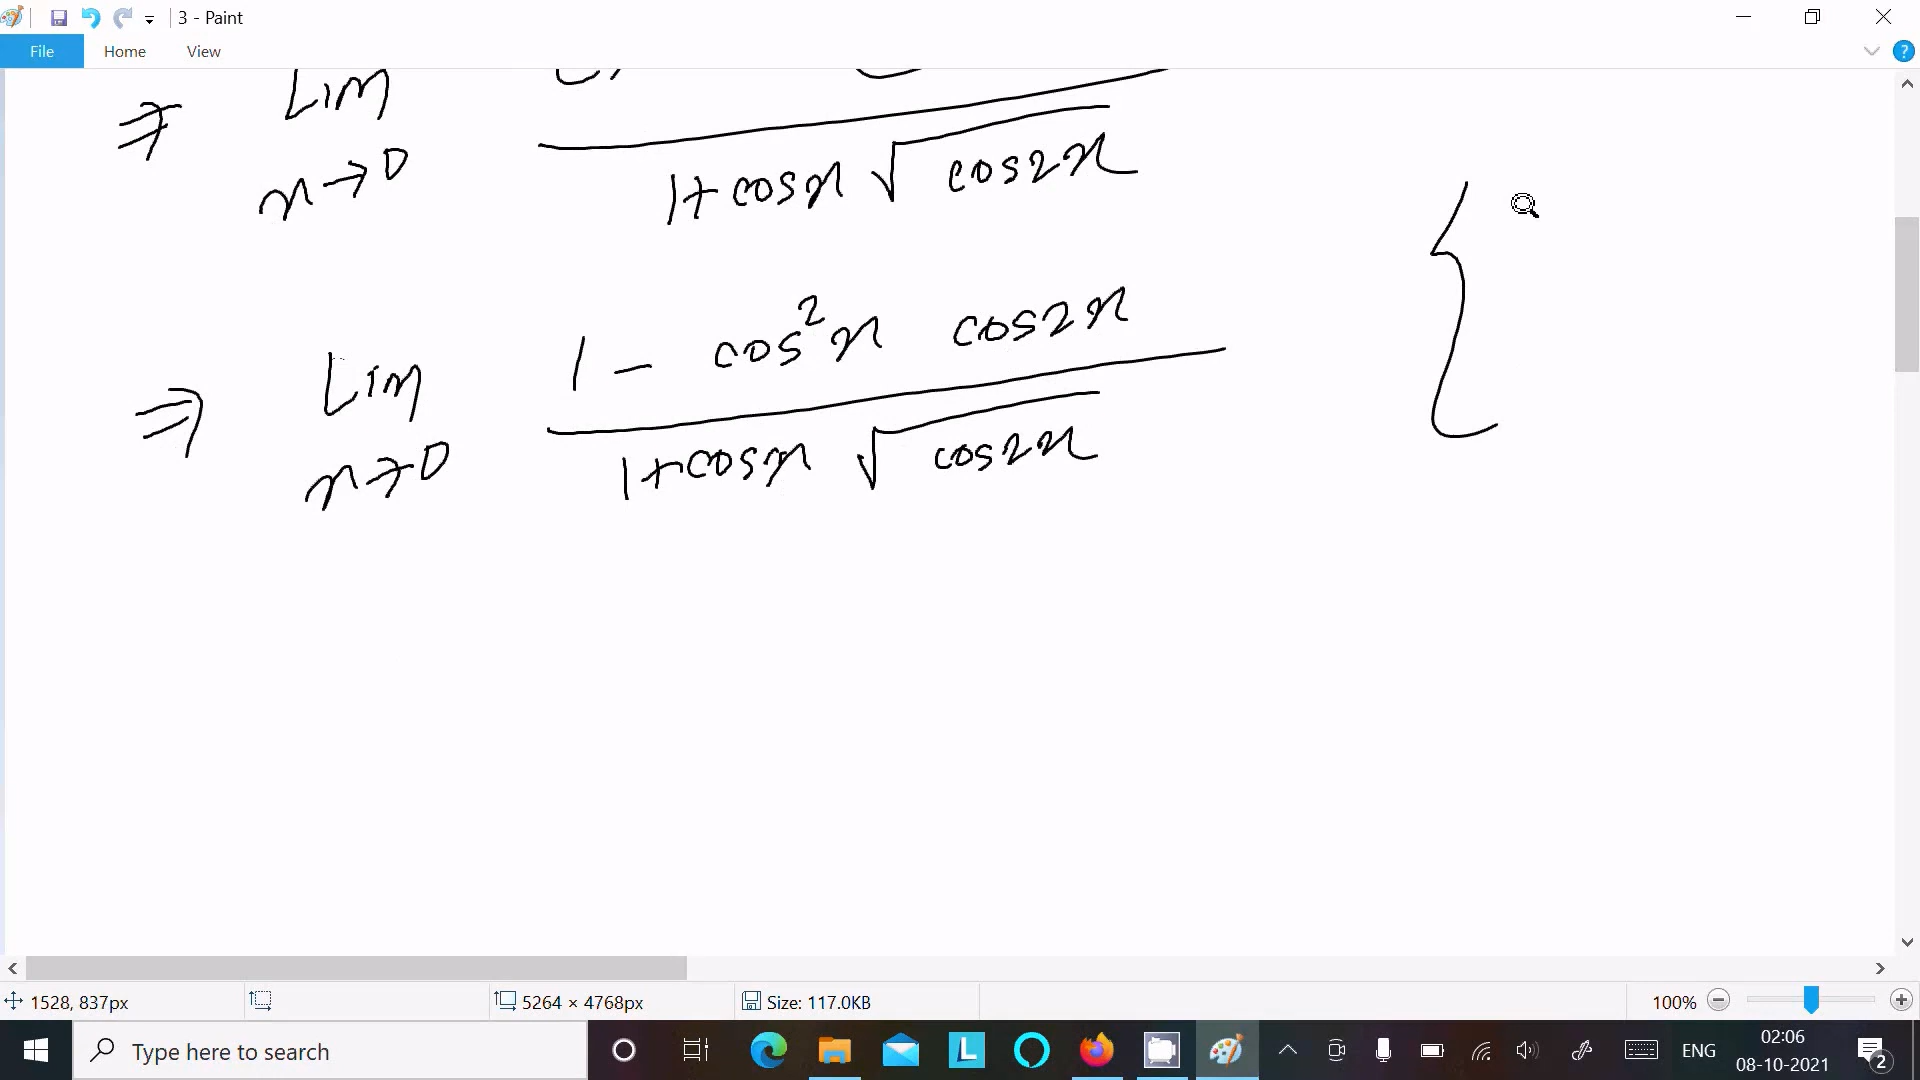 3 - Paint
File Home View
⇒ Lim
x→0
1+cosx √cos2x
⇒ Lim 1 - cos²x cos2x
x→0 1+cosx √cos2x
{
1528, 837px 5264 × 4768px Size: 117.0KB 100%
Type here to search ENG 02:06
08-10-2021
2